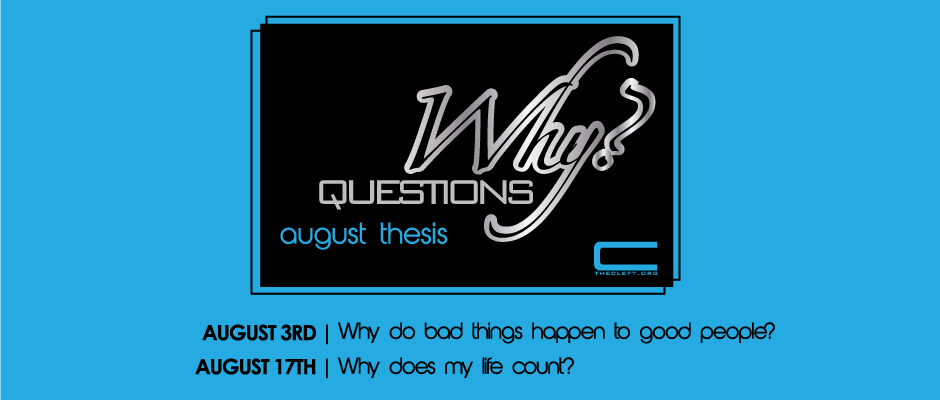 Why?
QUESTIONS
august thesis
THECLEFT.ORG
AUGUST 3RD | Why do bad things happen to good people?
AUGUST 17TH | Why does my life count?